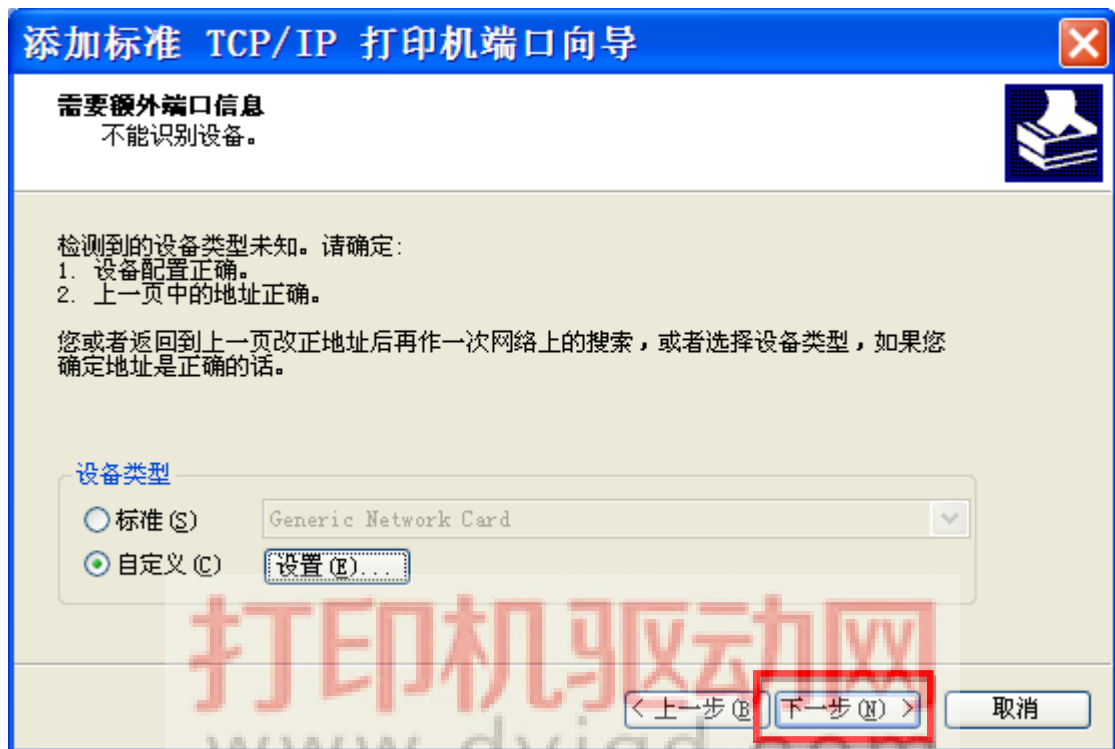 添加标准 TCP/IP 打印机端口向导
需要额外端口信息
不能识别设备。
检测到的设备类型未知。请确定:
1. 设备配置正确。
2. 上一页中的地址正确。
您或者返回到上一页改正地址后再作一次网络上的搜索，或者选择设备类型，如果您
确定地址是正确的话。
设备类型
标准(S) Generic Network Card
自定义(C) 设置(E)...
打印机驱动网
< 上一步(B 下一步(N) > 取消